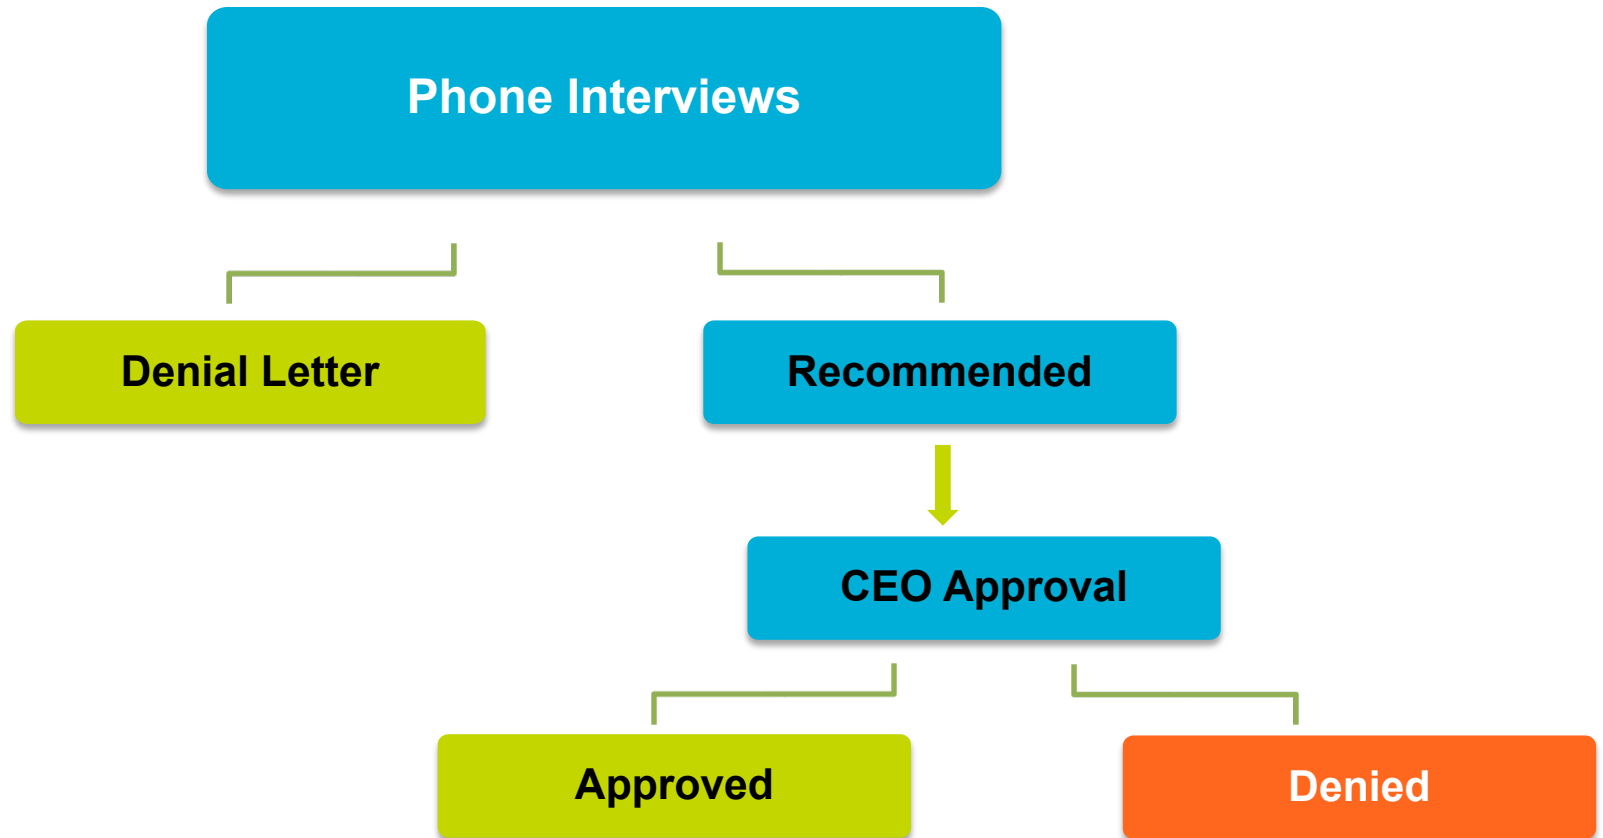 Phone Interviews
Denial Letter
Recommended
CEO Approval
Approved
Denied